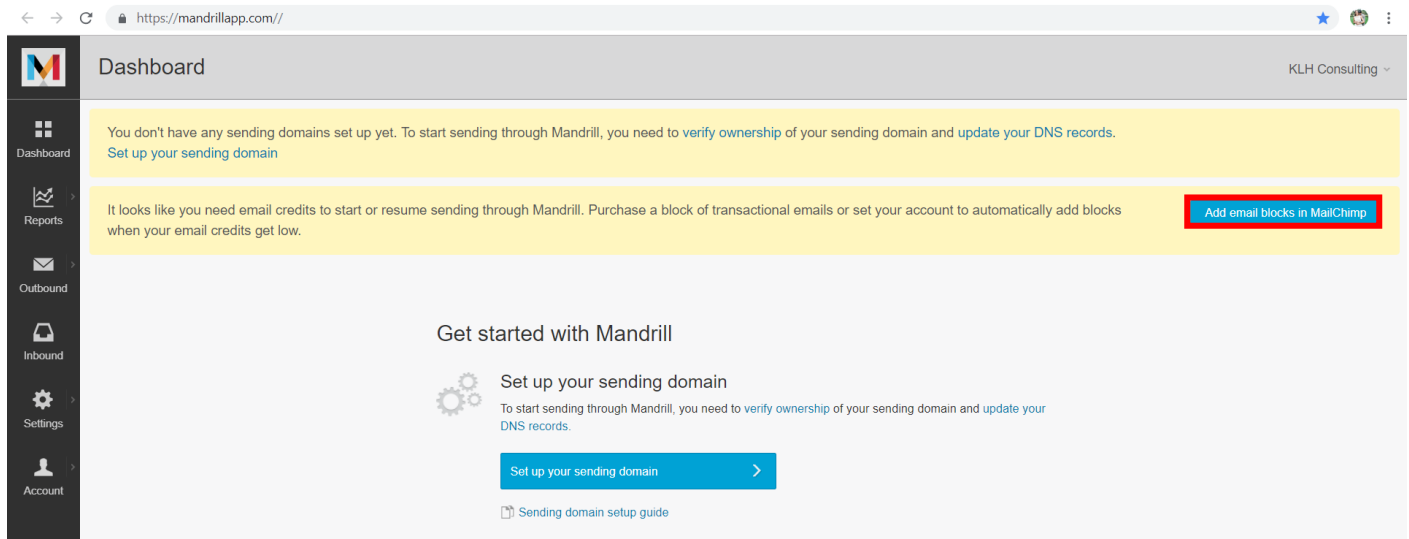 https://mandrillapp.com//
Dashboard
KLH Consulting
Dashboard
Reports
Outbound
Inbound
Settings
Account
You don't have any sending domains set up yet. To start sending through Mandrill, you need to verify ownership of your sending domain and update your DNS records.
Set up your sending domain
It looks like you need email credits to start or resume sending through Mandrill. Purchase a block of transactional emails or set your account to automatically add blocks
when your email credits get low.
Add email blocks in MailChimp
Get started with Mandrill
Set up your sending domain
To start sending through Mandrill, you need to verify ownership of your sending domain and update your
DNS records.
Set up your sending domain
Sending domain setup guide